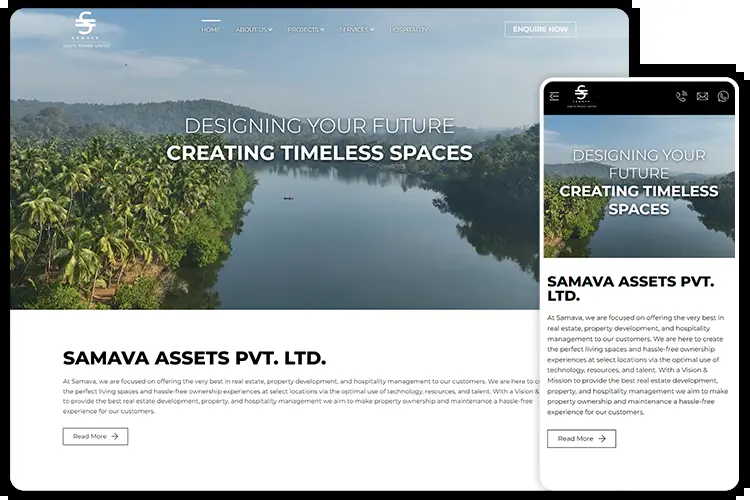 SAMAVA
ASSETS PRIVATE LIMITED
HOME ABOUT US PROJECTS SERVICES HOSPITALITY ENQUIRE NOW
DESIGNING YOUR FUTURE
CREATING TIMELESS SPACES
SAMAVA ASSETS PVT. LTD.
At Samava, we are focused on offering the very best in real estate, property development, and hospitality management to our customers. We are here to c
the perfect living spaces and hassle-free ownership experiences at select locations via the optimal use of technology, resources, and talent. With a Vision &
to provide the best real estate development, property, and hospitality management we aim to make property ownership and maintenance a hassle-free
experience for our customers.
Read More
SAMAVA
DESIGNING YOUR
FUTURE
CREATING TIMELESS
SPACES
SAMAVA ASSETS PVT.
LTD.
At Samava, we are focused on offering the very best in
real estate, property development, and hospitality
management to our customers. We are here to create
the perfect living spaces and hassle-free ownership
experiences at select locations via the optimal use of
technology, resources, and talent. With a Vision &
Mission to provide the best real estate development,
property, and hospitality management we aim to make
property ownership and maintenance a hassle-free
experience for our customers.
Read More